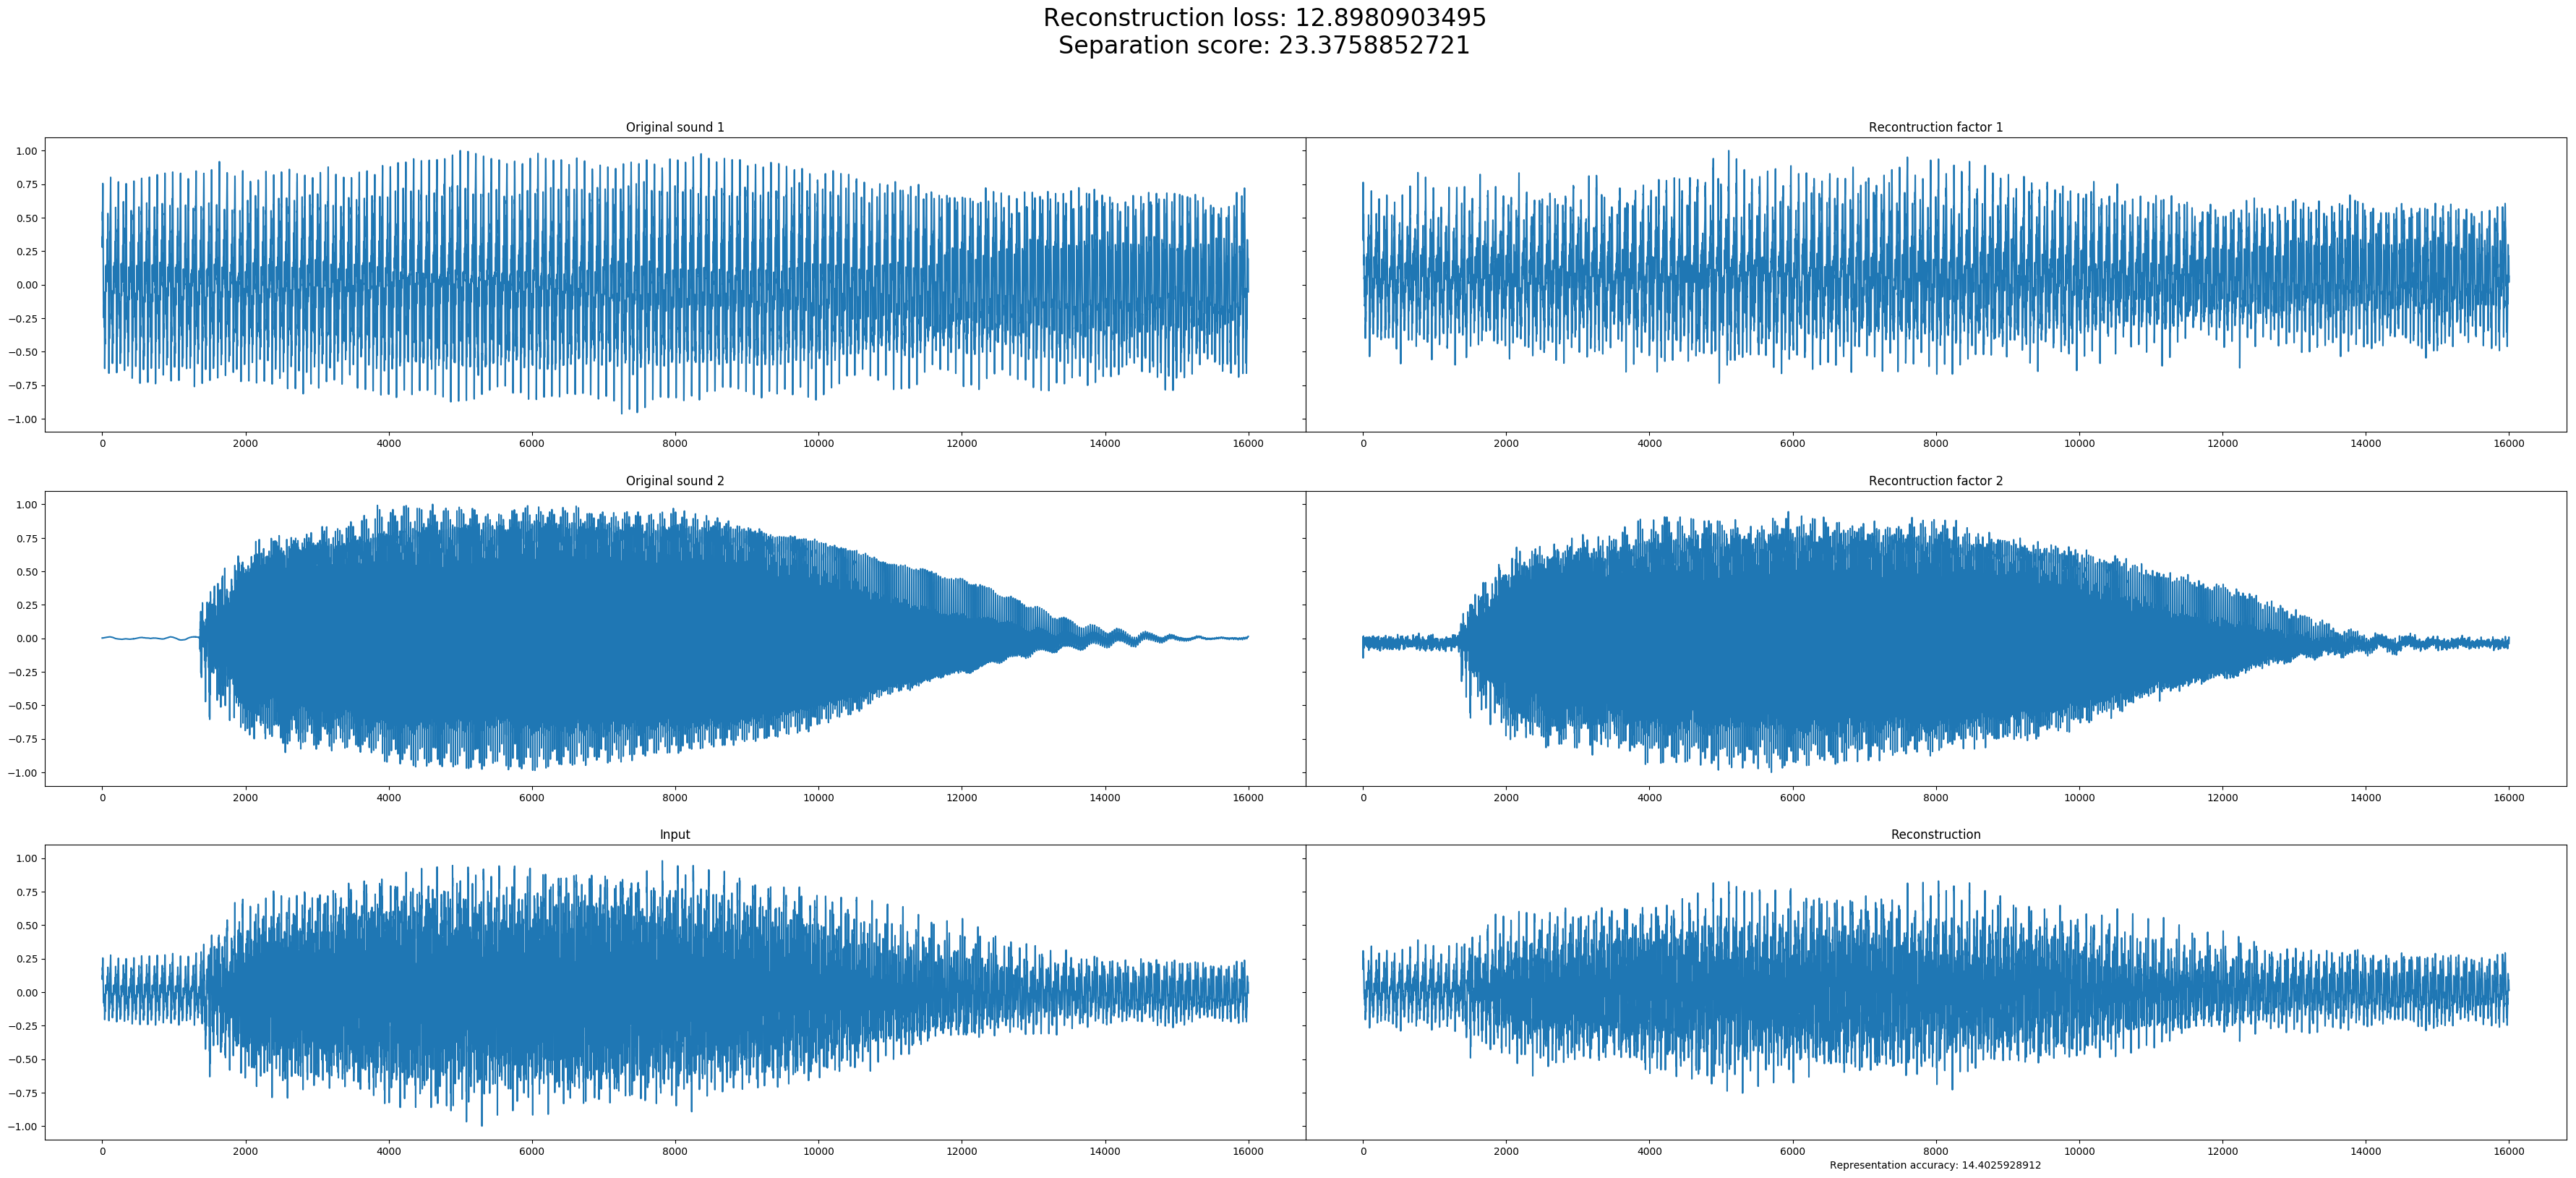 Reconstruction loss: 12.8980903495
Separation score: 23.3758852721
Original sound 1
Recontruction factor 1
1.00
0.75
0.50
0.25
0.00
−0.25
−0.50
−0.75
−1.00
0 2000 4000 6000 8000 10000 12000 14000 16000
0 2000 4000 6000 8000 10000 12000 14000 16000
Original sound 2
Recontruction factor 2
1.00
0.75
0.50
0.25
0.00
−0.25
−0.50
−0.75
−1.00
0 2000 4000 6000 8000 10000 12000 14000 16000
0 2000 4000 6000 8000 10000 12000 14000 16000
Input
Reconstruction
1.00
0.75
0.50
0.25
0.00
−0.25
−0.50
−0.75
−1.00
0 2000 4000 6000 8000 10000 12000 14000 16000
0 2000 4000 6000 8000 10000 12000 14000 16000
Representation accuracy: 14.4025928912